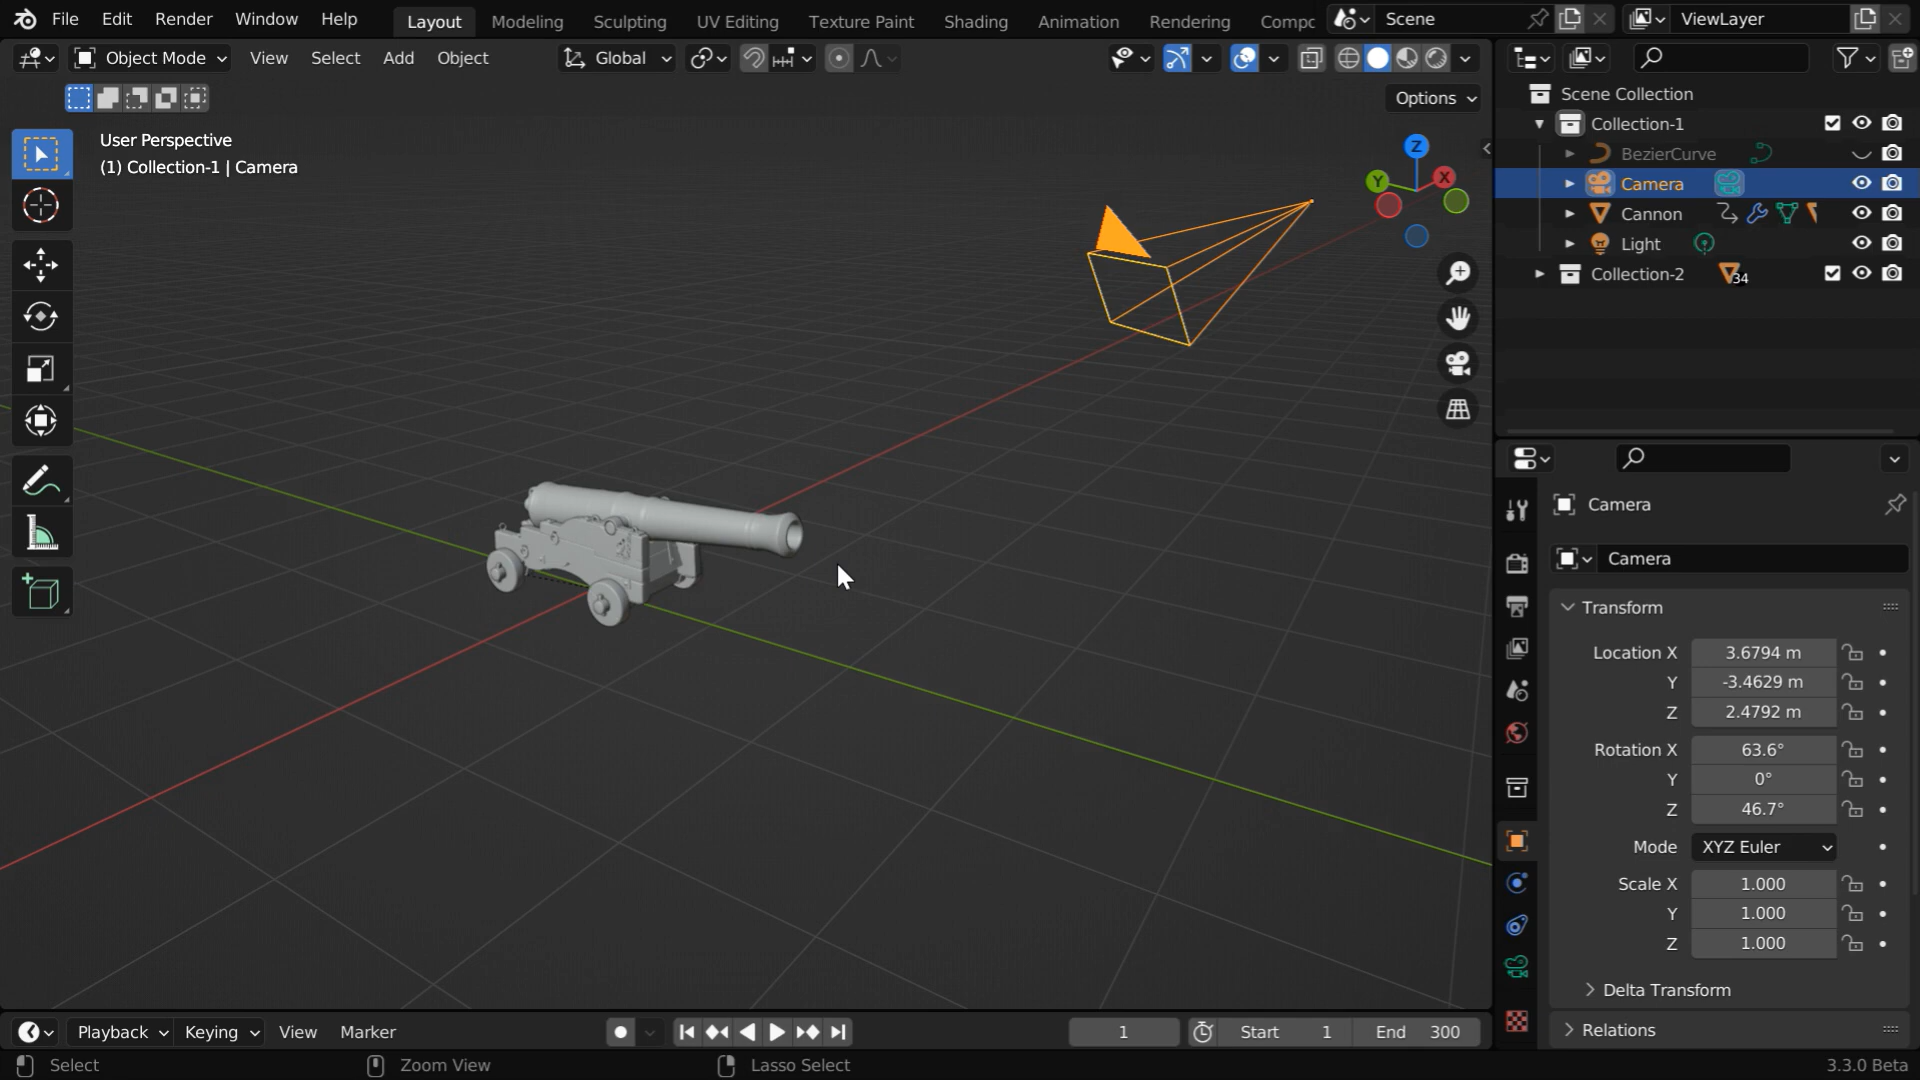 File Edit Render Window Help Layout Modeling Sculpting UV Editing Texture Paint Shading Animation Rendering Compo Scene ViewLayer
Object Mode View Select Add Object Global
Options
User Perspective
(1) Collection-1 | Camera
Z
Y
X
Scene Collection
Collection-1
BezierCurve
Camera
Cannon
Light
Collection-2 34
Camera
Camera
Transform
Location X 3.6794 m
Y -3.4629 m
Z 2.4792 m
Rotation X 63.6°
Y 0°
Z 46.7°
Mode XYZ Euler
Scale X 1.000
Y 1.000
Z 1.000
Delta Transform
Relations
Playback Keying View Marker 1 Start 1 End 300
Select Zoom View Lasso Select 3.3.0 Beta